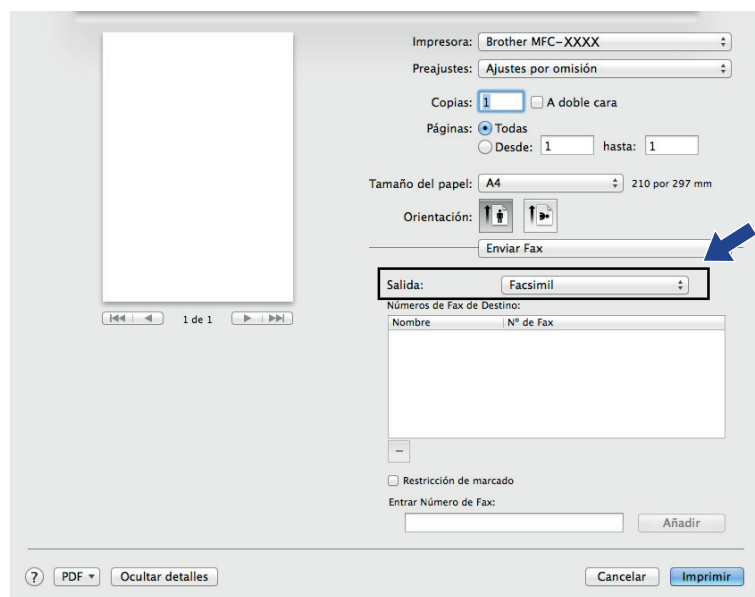 Impresora: Brother MFC-XXXX
Preajustes: Ajustes por omisión
Copias: 1 A doble cara
Páginas: Todas
Desde: 1 hasta: 1
Tamaño del papel: A4 210 por 297 mm
Orientación:
Enviar Fax
Salida: Facsimil
Números de Fax de Destino:
Nombre Nº de Fax
1 de 1
–
Restricción de marcado
Entrar Número de Fax:
Añadir
? PDF Ocultar detalles Cancelar Imprimir